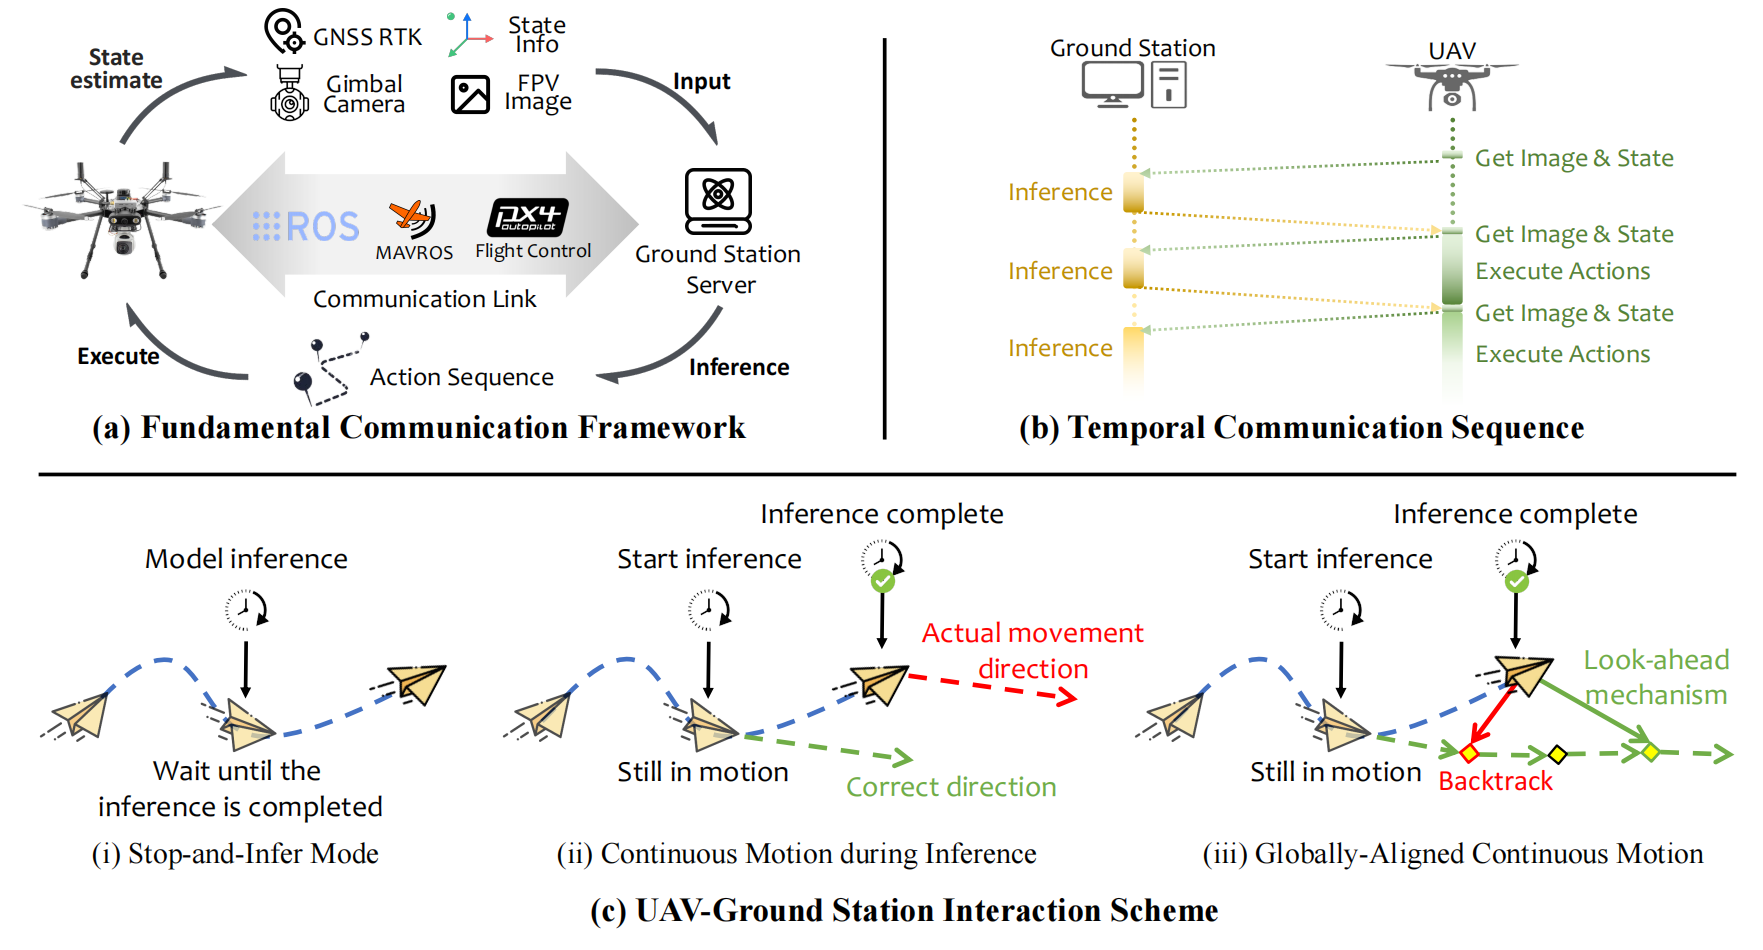 State
estimate
GNSS RTK
State
Info
Gimbal
Camera
FPV
Image
Input
ROS
MAVROS
px4
autopilot
Flight Control
Communication Link
Ground Station
Server
Execute
Action Sequence
Inference
(a) Fundamental Communication Framework
Ground Station
UAV
Get Image & State
Inference
Get Image & State
Inference
Execute Actions
Get Image & State
Inference
Execute Actions
(b) Temporal Communication Sequence
Model inference
Wait until the
inference is completed
(i) Stop-and-Infer Mode
Inference complete
Start inference
Actual movement
direction
Still in motion
Correct direction
(ii) Continuous Motion during Inference
Inference complete
Start inference
Look-ahead
mechanism
Still in motion
Backtrack
(iii) Globally-Aligned Continuous Motion
(c) UAV-Ground Station Interaction Scheme